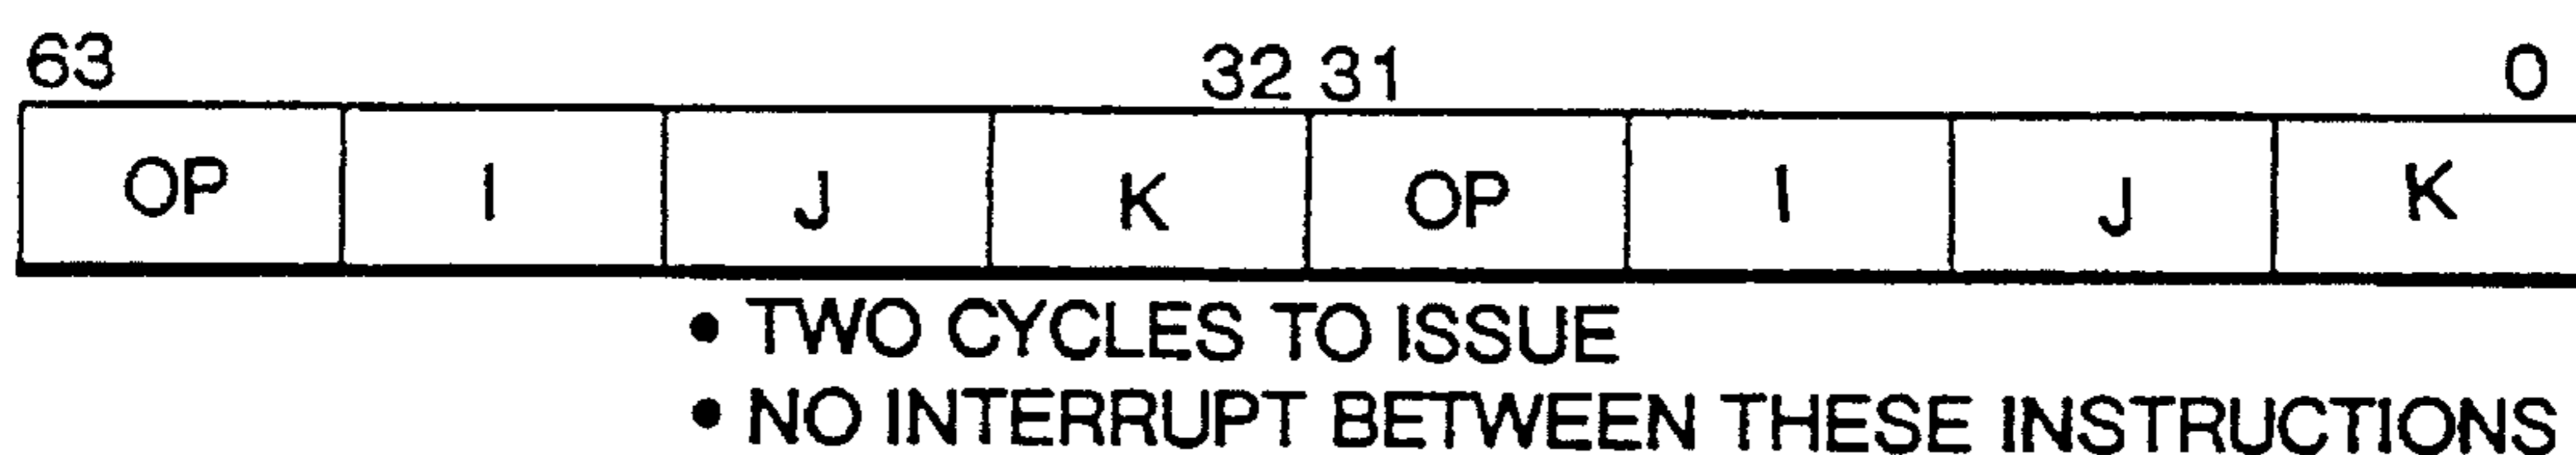 63 32 31 0
OP I J K OP I J K
• TWO CYCLES TO ISSUE
• NO INTERRUPT BETWEEN THESE INSTRUCTIONS